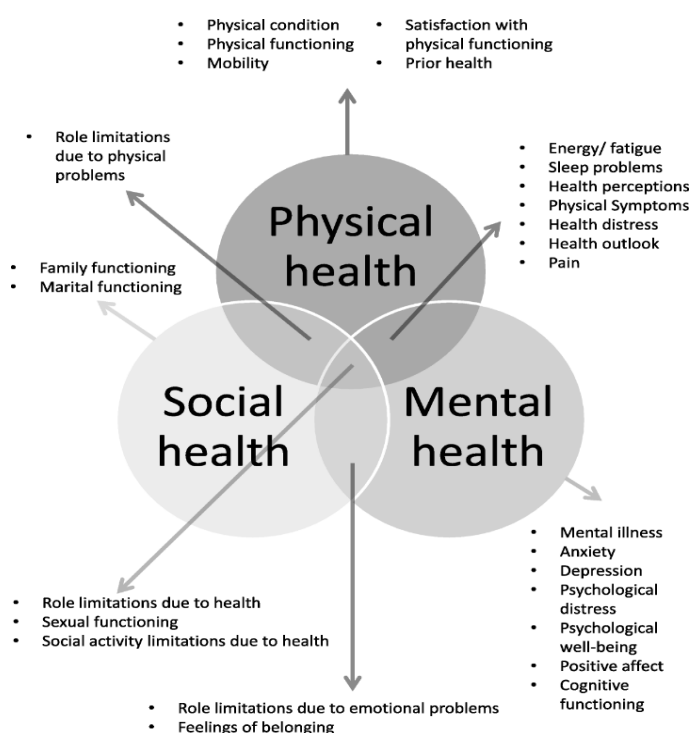 • Physical condition
• Physical functioning
• Mobility
• Satisfaction with
physical functioning
• Prior health
• Role limitations
due to physical
problems
• Energy/ fatigue
• Sleep problems
• Health perceptions
• Physical Symptoms
• Health distress
• Health outlook
• Pain
Physical
health
• Family functioning
• Marital functioning
Social
health
Mental
health
• Mental illness
• Anxiety
• Depression
• Psychological
distress
• Psychological
well-being
• Positive affect
• Cognitive
functioning
• Role limitations due to health
• Sexual functioning
• Social activity limitations due to health
• Role limitations due to emotional problems
• Feelings of belonging